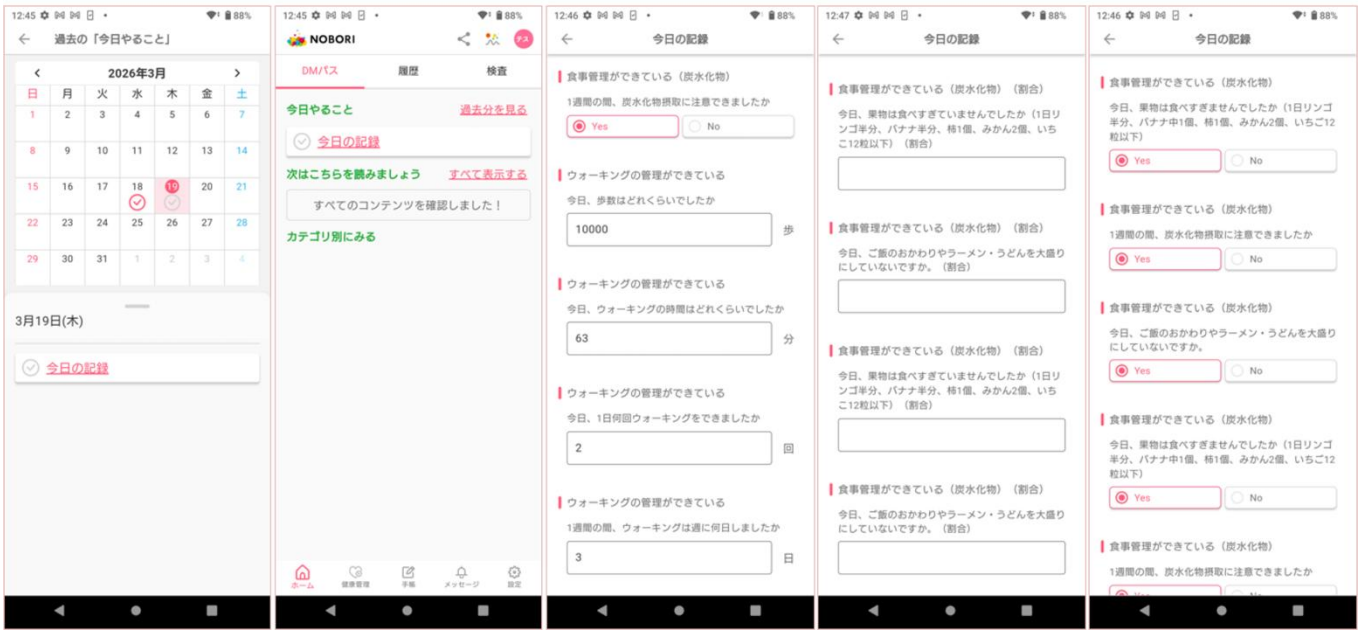 12:45
88%
過去の「今日やること」
2026年3月
日 月 火 水 木 金 土
1 2 3 4 5 6 7
8 9 10 11 12 13 14
15 16 17 18 19 20 21
22 23 24 25 26 27 28
29 30 31 1 2 3 4
3月19日(木)
今日の記録
12:45
88%
NOBORI
テス
DMパス 履歴 検査
今日やること 過去分を見る
今日の記録
次はこちらを読みましょう すべて表示する
すべてのコンテンツを確認しました!
カテゴリ別にみる
ホーム 健康管理 手帳 メッセージ 設定
12:46
88%
今日の記録
食事管理ができている(炭水化物)
1週間の間、炭水化物摂取に注意できましたか
Yes No
ウォーキングの管理ができている
今日、歩数はどれくらいでしたか
10000 歩
ウォーキングの管理ができている
今日、ウォーキングの時間はどれくらいでしたか
63 分
ウォーキングの管理ができている
今日、1日何回ウォーキングをできましたか
2 回
ウォーキングの管理ができている
1週間の間、ウォーキングは週に何日しましたか
3 日
12:47
88%
今日の記録
食事管理ができている(炭水化物)(割合)
今日、果物は食べすぎていませんでしたか(1日リ
ンゴ半分、バナナ半分、柿1個、みかん2個、いち
ご12粒以下)(割合)
食事管理ができている(炭水化物)(割合)
今日、ご飯のおかわりやラーメン・うどんを大盛り
にしていないですか。(割合)
食事管理ができている(炭水化物)(割合)
今日、果物は食べすぎていませんでしたか(1日リ
ンゴ半分、バナナ半分、柿1個、みかん2個、いち
ご12粒以下)(割合)
食事管理ができている(炭水化物)(割合)
今日、ご飯のおかわりやラーメン・うどんを大盛り
にしていないですか。(割合)
12:46
88%
今日の記録
食事管理ができている(炭水化物)
今日、果物は食べすぎませんでしたか(1日リンゴ
半分、バナナ中1個、柿1個、みかん2個、いちご12
粒以下)
Yes No
食事管理ができている(炭水化物)
1週間の間、炭水化物摂取に注意できましたか
Yes No
食事管理ができている(炭水化物)
今日、ご飯のおかわりやラーメン・うどんを大盛り
にしていないですか。
Yes No
食事管理ができている(炭水化物)
今日、果物は食べすぎませんでしたか(1日リンゴ
半分、バナナ中1個、柿1個、みかん2個、いちご12
粒以下)
Yes No
食事管理ができている(炭水化物)
1週間の間、炭水化物摂取に注意できましたか